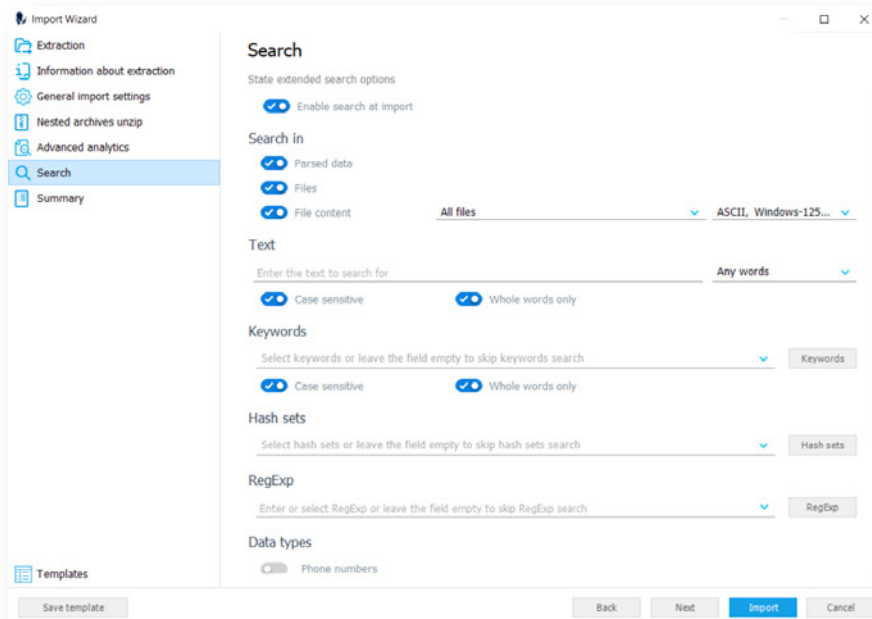 Import Wizard
Extraction
Information about extraction
General import settings
Nested archives unzip
Advanced analytics
Search
Summary
Templates
Save template
Search
State extended search options
Enable search at import
Search in
Parsed data
Files
File content All files ASCII, Windows-125...
Text
Enter the text to search for Any words
Case sensitive Whole words only
Keywords
Select keywords or leave the field empty to skip keywords search Keywords
Case sensitive Whole words only
Hash sets
Select hash sets or leave the field empty to skip hash sets search Hash sets
RegExp
Enter or select RegExp or leave the field empty to skip RegExp search RegExp
Data types
Phone numbers
Back Next Import Cancel